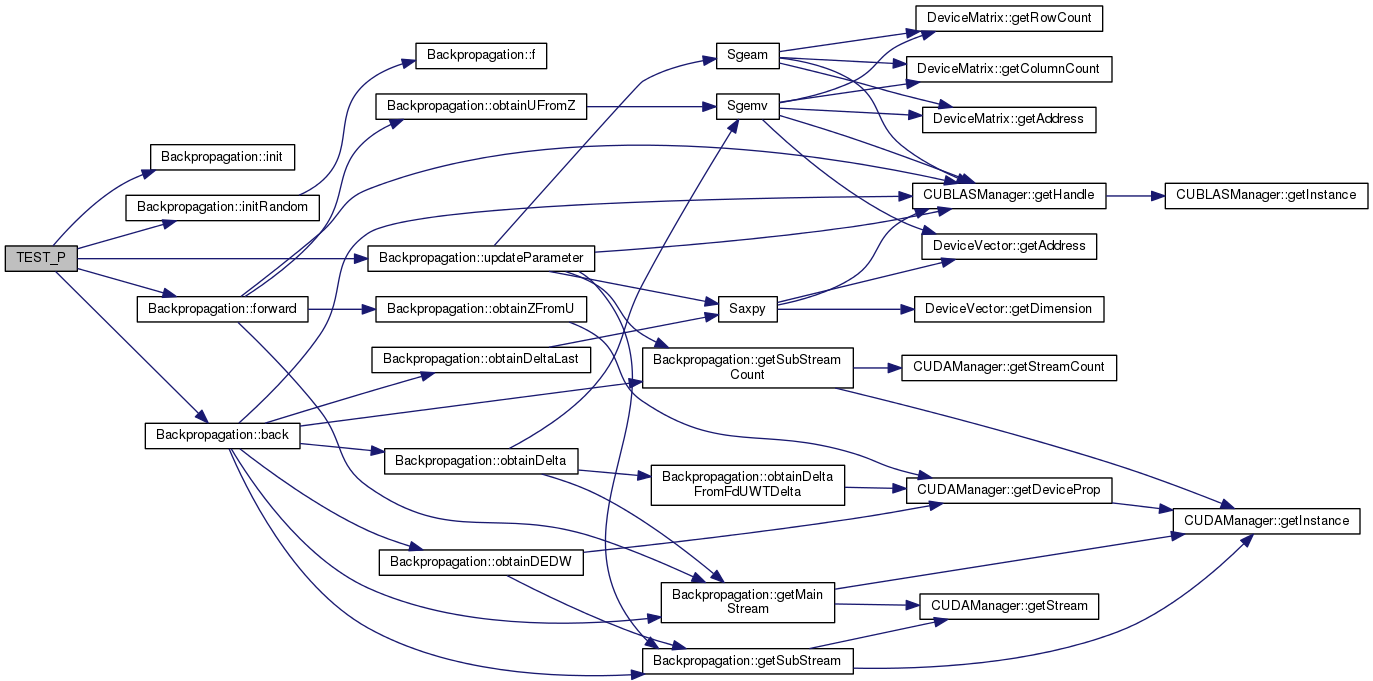 TEST_P
Backpropagation::init
Backpropagation::initRandom
Backpropagation::forward
Backpropagation::back
Backpropagation::f
Backpropagation::obtainUFromZ
Backpropagation::updateParameter
Backpropagation::obtainZFromU
Backpropagation::obtainDeltaLast
Backpropagation::obtainDelta
Backpropagation::obtainDEDW
Sgeam
Sgemv
Saxpy
Backpropagation::getSubStream
Count
Backpropagation::obtainDelta
FromFdUWTDelta
Backpropagation::getMain
Stream
Backpropagation::getSubStream
DeviceMatrix::getRowCount
DeviceMatrix::getColumnCount
DeviceMatrix::getAddress
CUBLASManager::getHandle
DeviceVector::getAddress
DeviceVector::getDimension
CUDAManager::getStreamCount
CUDAManager::getDeviceProp
CUDAManager::getStream
CUBLASManager::getInstance
CUDAManager::getInstance